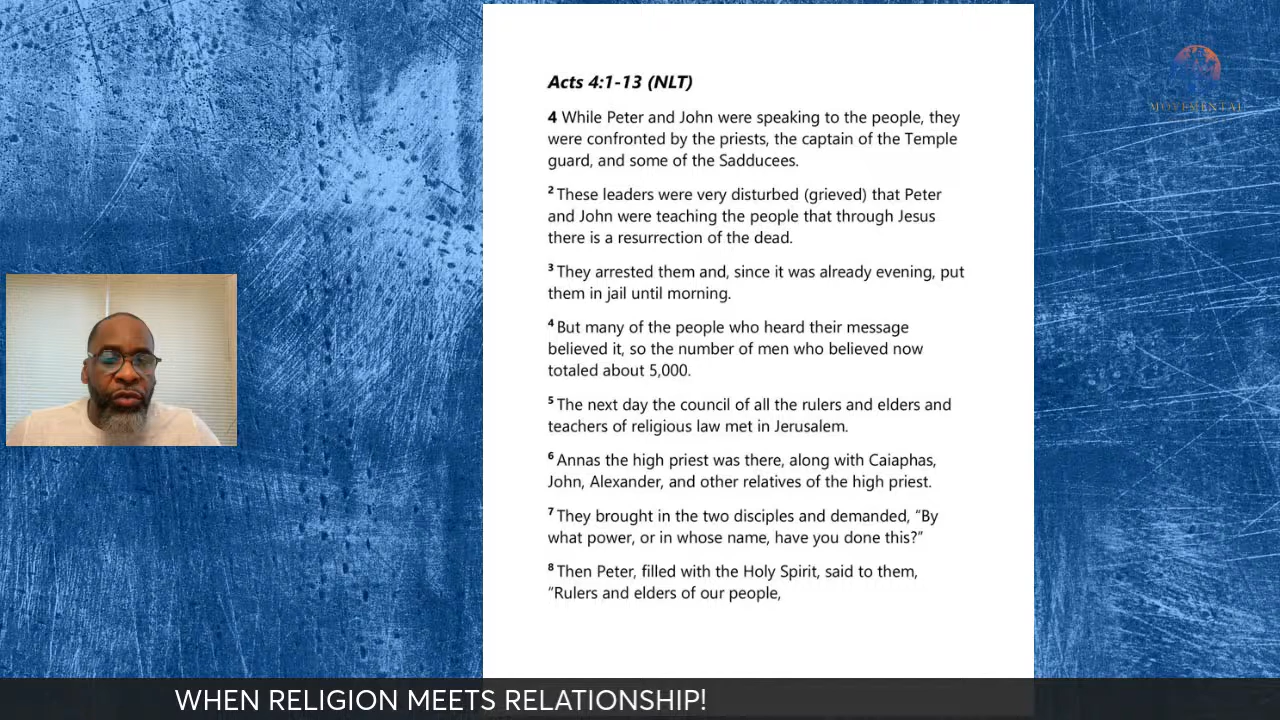 Acts 4:1-13 (NLT)
4 While Peter and John were speaking to the people, they
were confronted by the priests, the captain of the Temple
guard, and some of the Sadducees.
2 These leaders were very disturbed (grieved) that Peter
and John were teaching the people that through Jesus
there is a resurrection of the dead.
3 They arrested them and, since it was already evening, put
them in jail until morning.
4 But many of the people who heard their message
believed it, so the number of men who believed now
totaled about 5,000.
5 The next day the council of all the rulers and elders and
teachers of religious law met in Jerusalem.
6 Annas the high priest was there, along with Caiaphas,
John, Alexander, and other relatives of the high priest.
7 They brought in the two disciples and demanded, “By
what power, or in whose name, have you done this?”
8 Then Peter, filled with the Holy Spirit, said to them,
“Rulers and elders of our people,
MOVEMENTAL
WHEN RELIGION MEETS RELATIONSHIP!